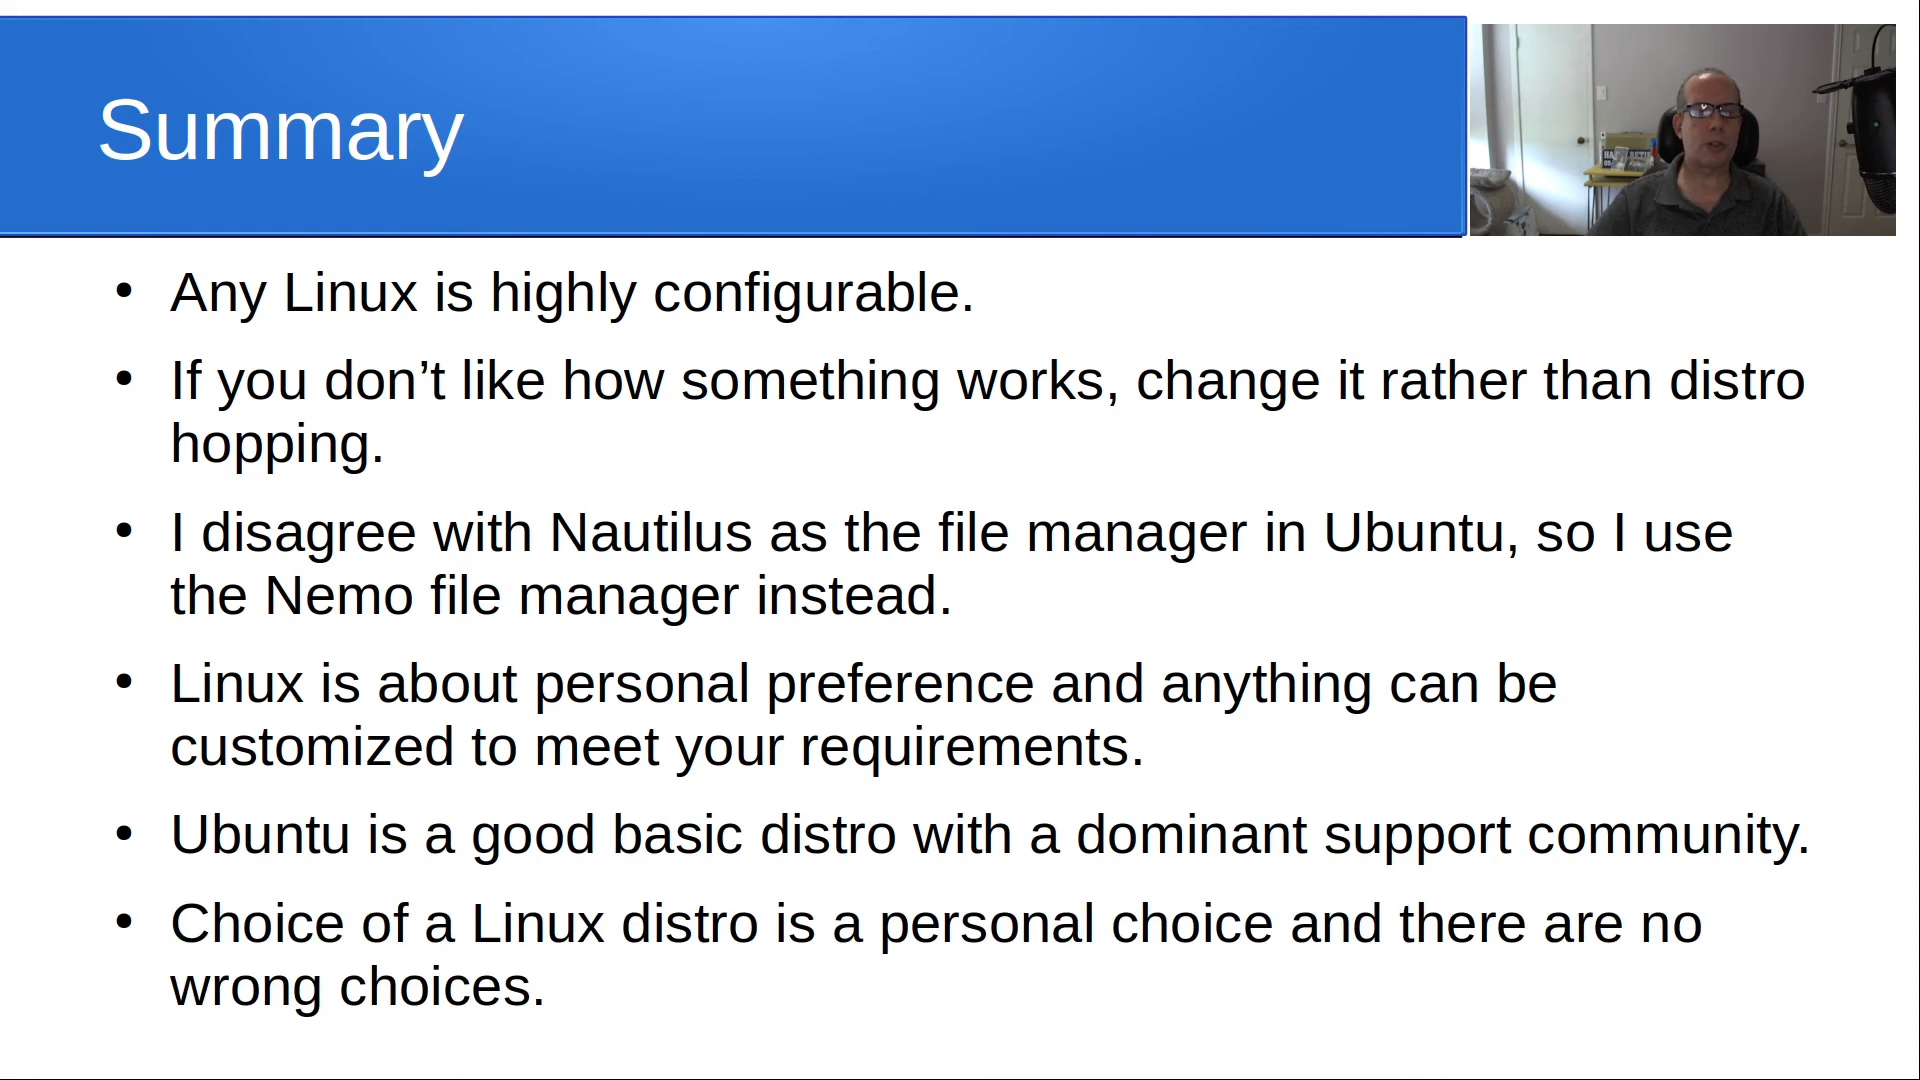 Summary
• Any Linux is highly configurable.
• If you don’t like how something works, change it rather than distro
hopping.
• I disagree with Nautilus as the file manager in Ubuntu, so I use
the Nemo file manager instead.
• Linux is about personal preference and anything can be
customized to meet your requirements.
• Ubuntu is a good basic distro with a dominant support community.
• Choice of a Linux distro is a personal choice and there are no
wrong choices.